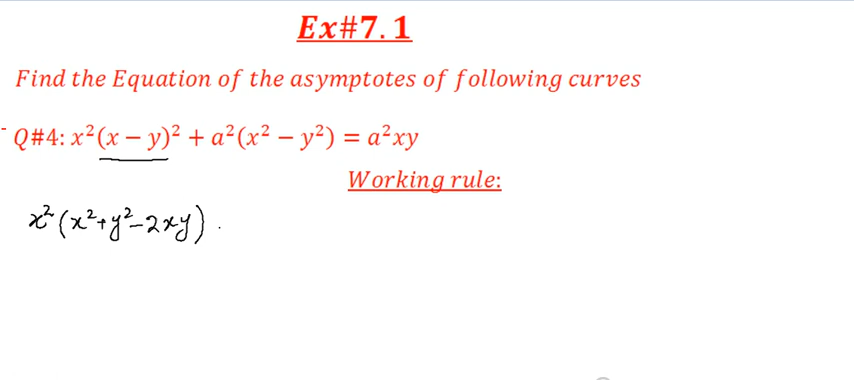 Ex#7.1
Find the Equation of the asymptotes of following curves
Q#4: x²(x − y)² + a²(x² − y²) = a²xy
Working rule:
x²(x²+y²−2xy)